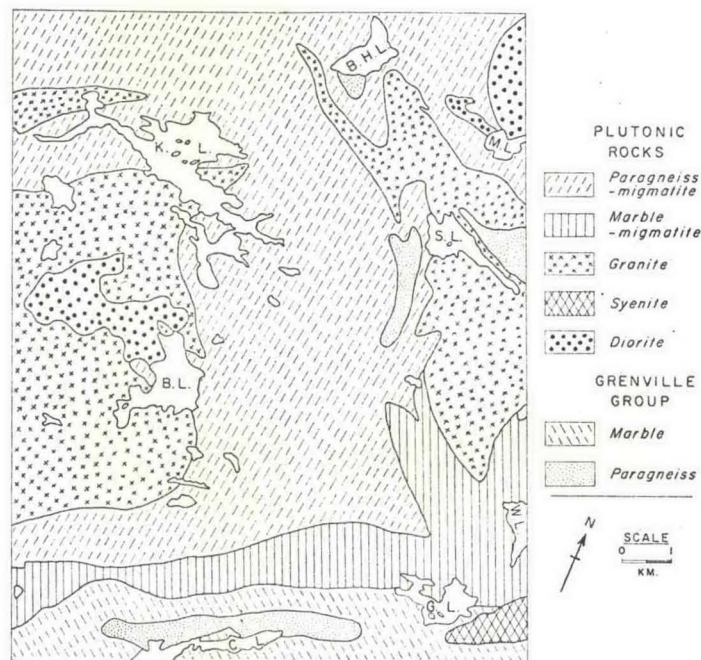 B.H.L.
M.L.
K. L.
S.L.
B.L.
W.L.
G.L.
C. L.
PLUTONIC
ROCKS
Paragneiss
-migmatite
Marble
-migmatite
Granite
Syenite
Diorite
GRENVILLE
GROUP
Marble
Paragneiss
N
SCALE
0 1
KM.